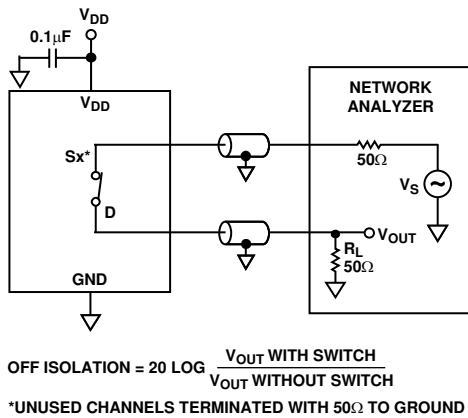 VDD
0.1µF
VDD
NETWORK
ANALYZER
Sx*
50Ω
VS
D
VOUT
RL
50Ω
GND
OFF ISOLATION = 20 LOG VOUT WITH SWITCH
VOUT WITHOUT SWITCH
*UNUSED CHANNELS TERMINATED WITH 50Ω TO GROUND